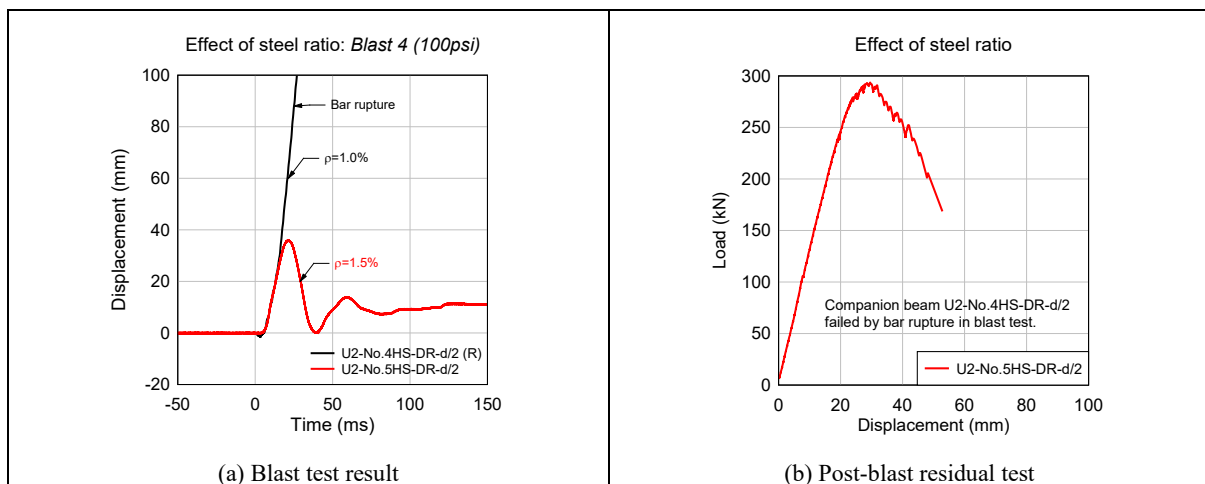 Effect of steel ratio: Blast 4 (100psi)
100
80
60
40
20
0
-20
Displacement (mm)
Bar rupture
ρ=1.0%
ρ=1.5%
U2-No.4HS-DR-d/2 (R)
U2-No.5HS-DR-d/2
-50
0
50
100
150
Time (ms)
(a) Blast test result
Effect of steel ratio
300
250
200
150
100
50
0
Load (kN)
Companion beam U2-No.4HS-DR-d/2
failed by bar rupture in blast test.
U2-No.5HS-DR-d/2
0
20
40
60
80
100
Displacement (mm)
(b) Post-blast residual test